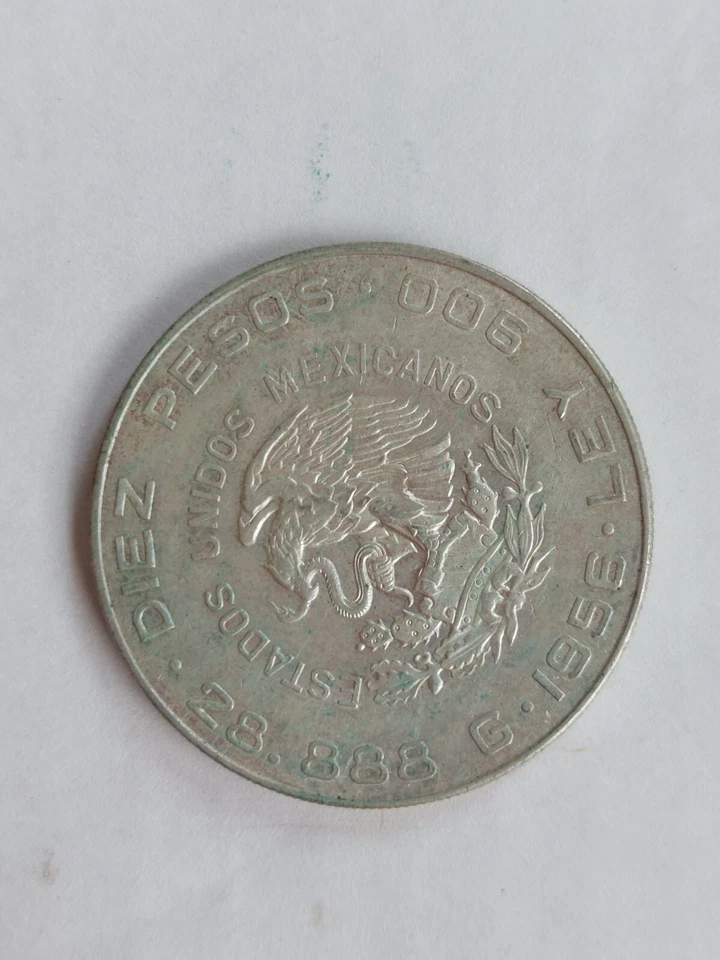 · DIEZ PESOS ·
28.888 G · 1956 · LEY 900
ESTADOS UNIDOS MEXICANOS